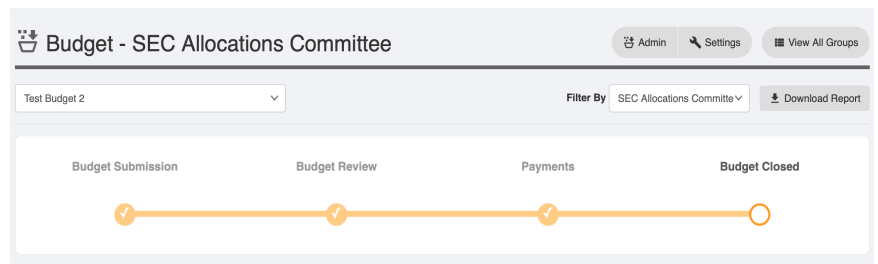 Budget - SEC Allocations Committee
Admin
Settings
View All Groups
Test Budget 2
Filter By
SEC Allocations Committe
Download Report
Budget Submission
Budget Review
Payments
Budget Closed